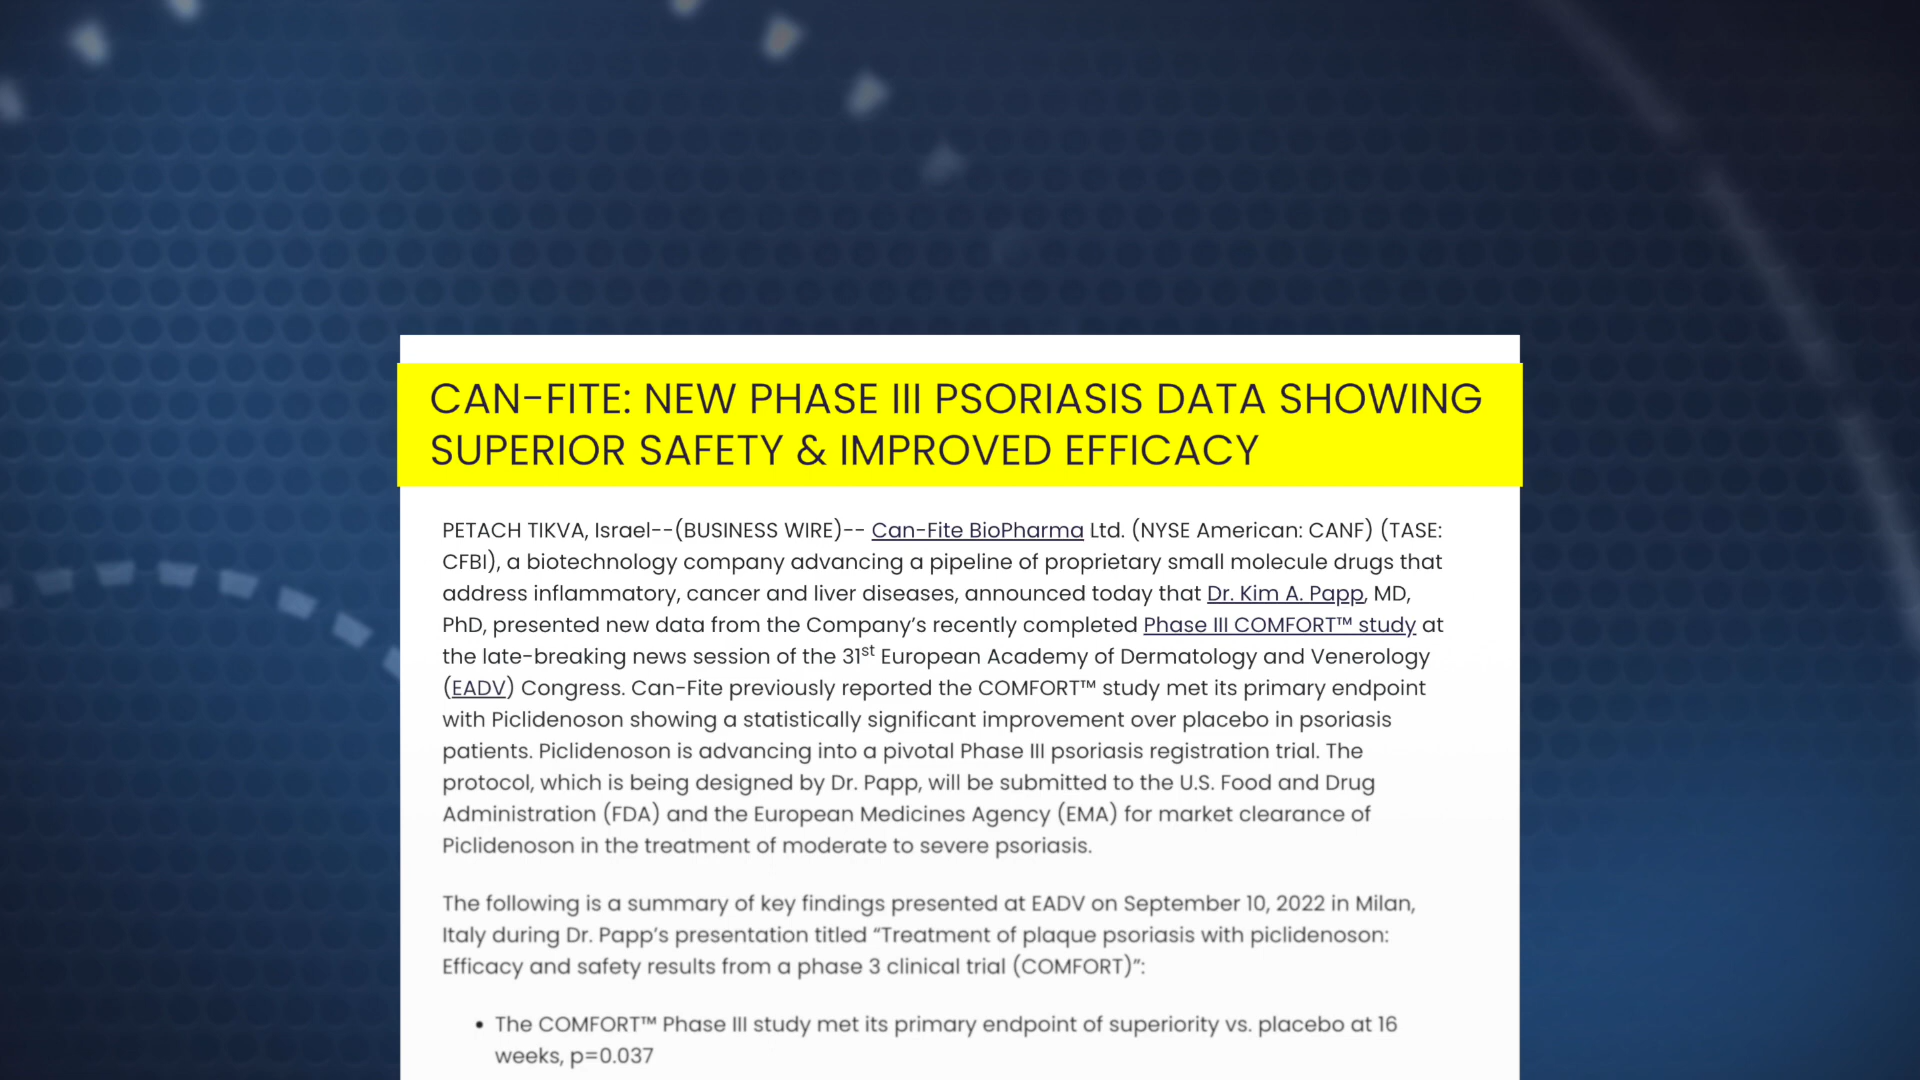 CAN-FITE: NEW PHASE III PSORIASIS DATA SHOWING
SUPERIOR SAFETY & IMPROVED EFFICACY
PETACH TIKVA, Israel--(BUSINESS WIRE)-- Can-Fite BioPharma Ltd. (NYSE American: CANF) (TASE:
CFBI), a biotechnology company advancing a pipeline of proprietary small molecule drugs that
address inflammatory, cancer and liver diseases, announced today that Dr. Kim A. Papp, MD,
PhD, presented new data from the Company’s recently completed Phase III COMFORT™ study at
the late-breaking news session of the 31st European Academy of Dermatology and Venerology
(EADV) Congress. Can-Fite previously reported the COMFORT™ study met its primary endpoint
with Piclidenoson showing a statistically significant improvement over placebo in psoriasis
patients. Piclidenoson is advancing into a pivotal Phase III psoriasis registration trial. The
protocol, which is being designed by Dr. Papp, will be submitted to the U.S. Food and Drug
Administration (FDA) and the European Medicines Agency (EMA) for market clearance of
Piclidenoson in the treatment of moderate to severe psoriasis.
The following is a summary of key findings presented at EADV on September 10, 2022 in Milan,
Italy during Dr. Papp’s presentation titled “Treatment of plaque psoriasis with piclidenoson:
Efficacy and safety results from a phase 3 clinical trial (COMFORT)”:
• The COMFORT™ Phase III study met its primary endpoint of superiority vs. placebo at 16
weeks, p=0.037